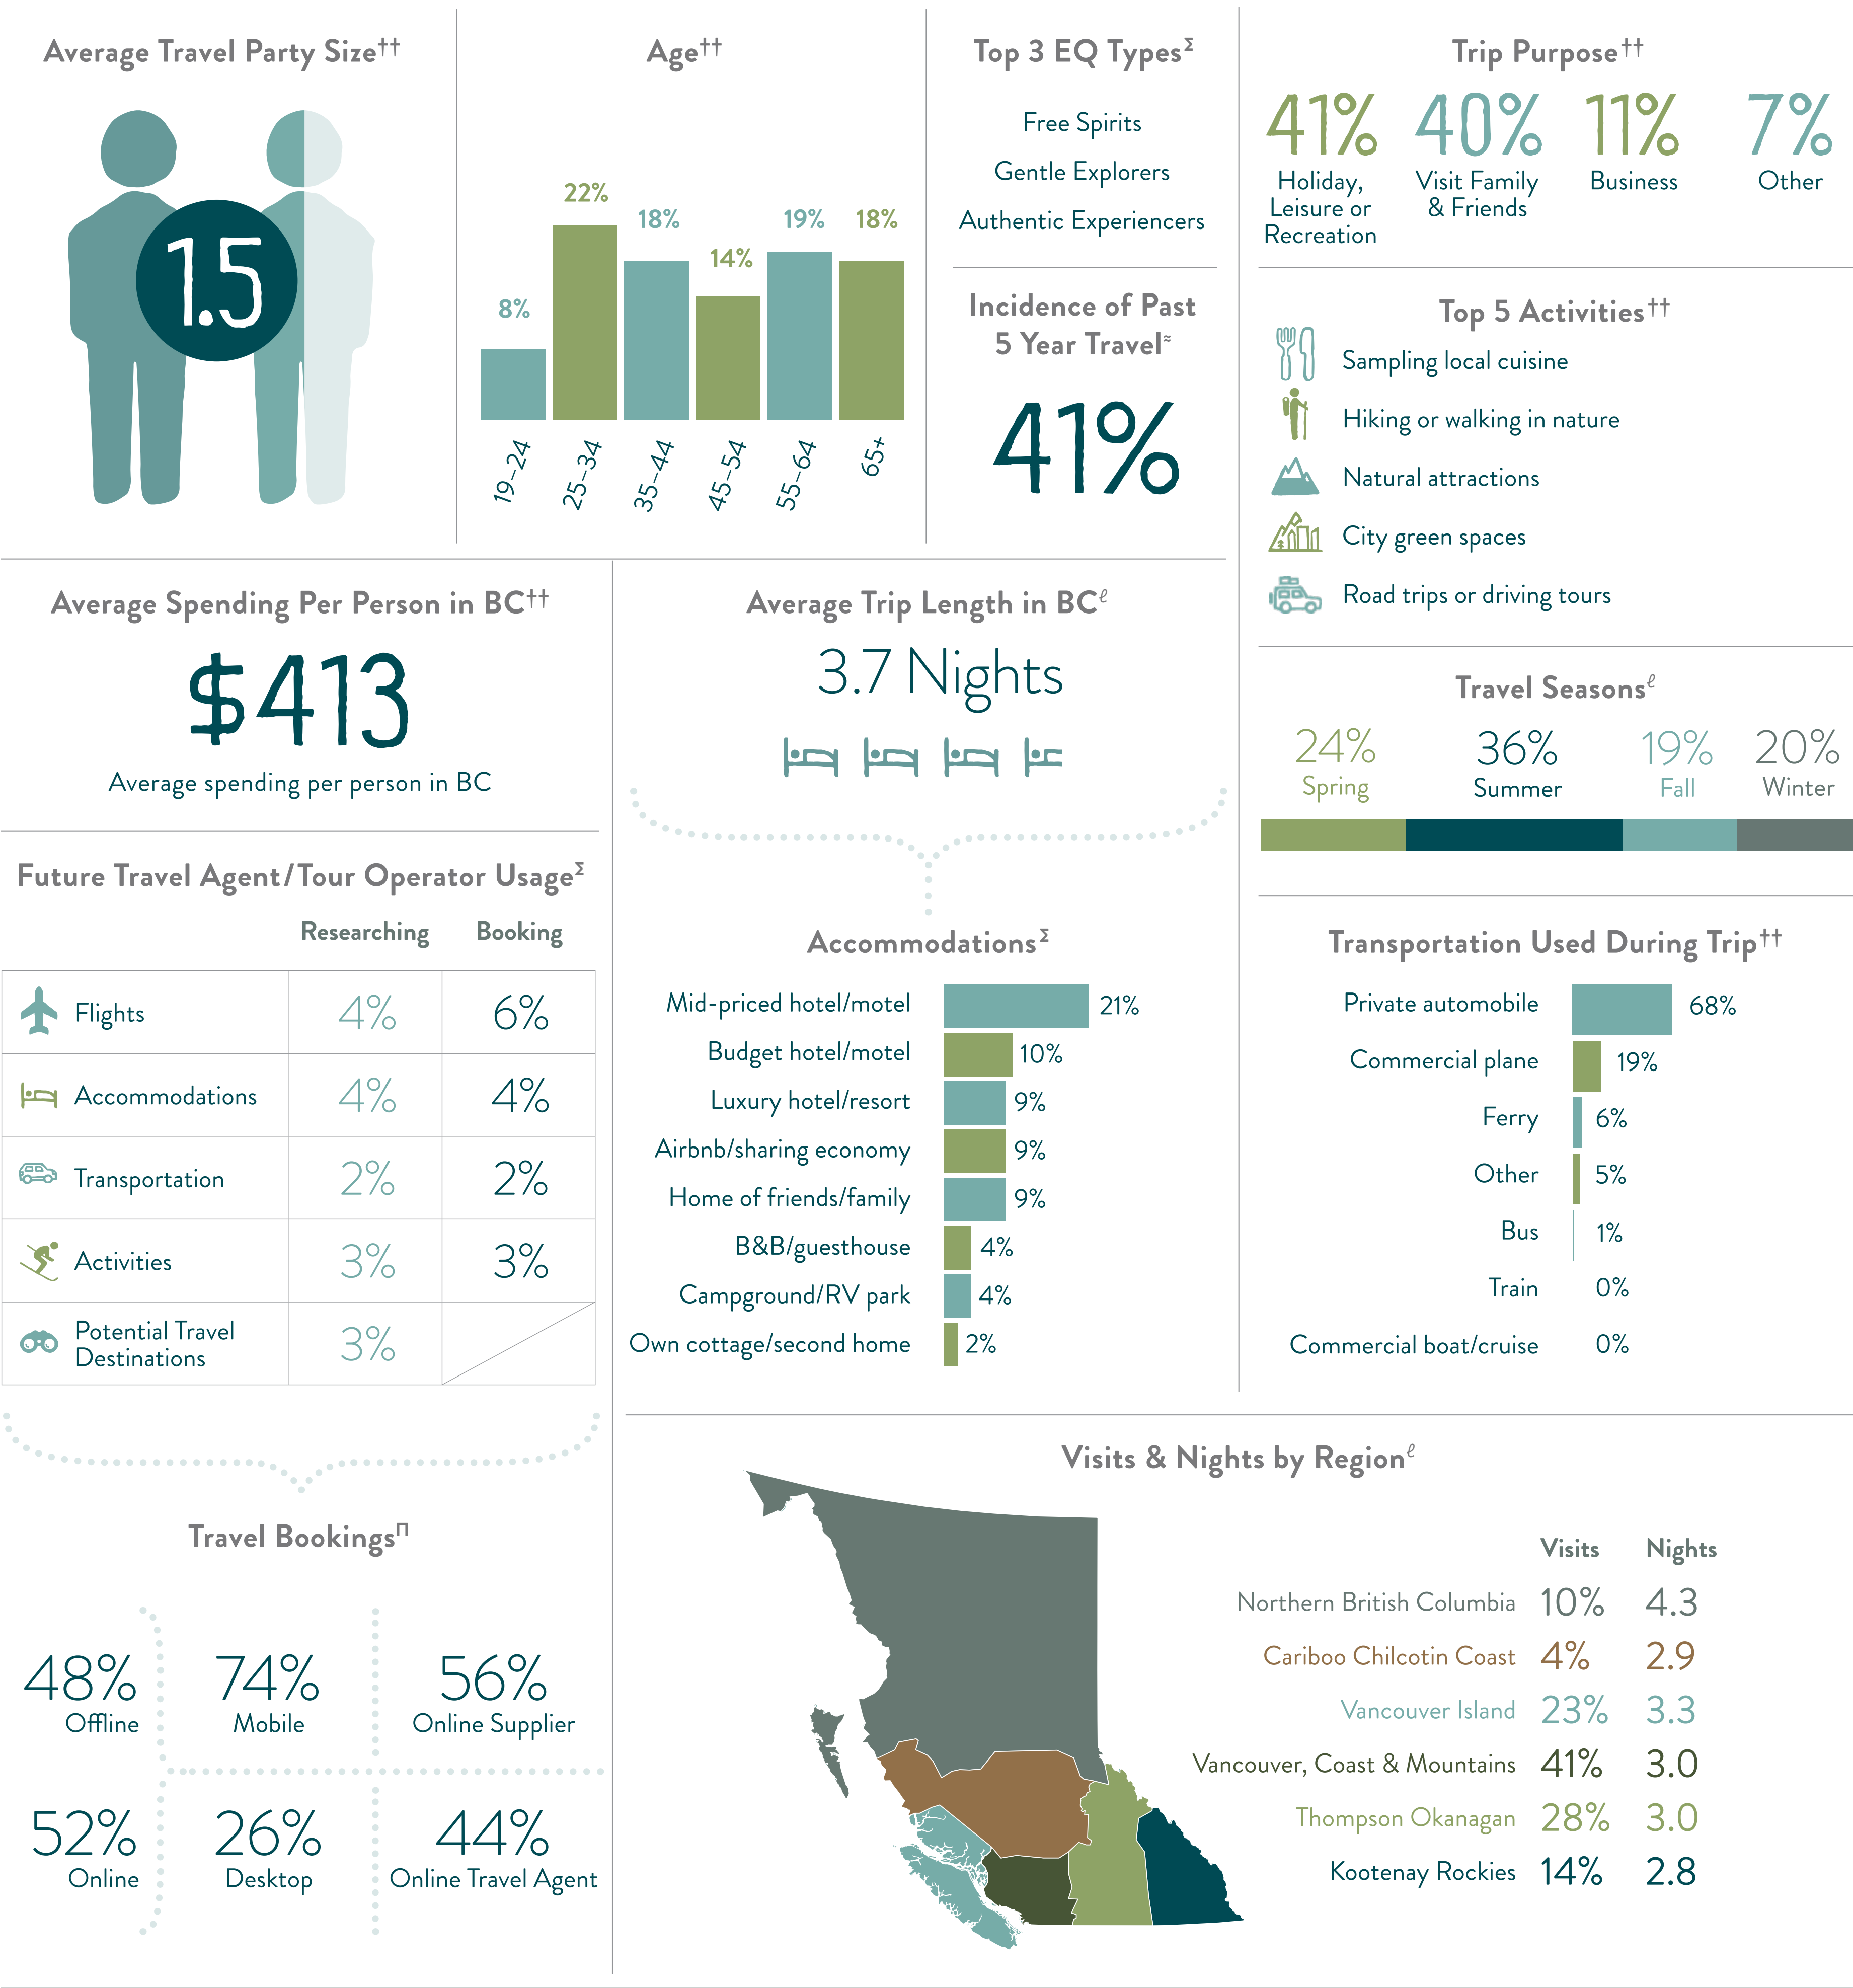 Average Travel Party Size††
1.5
Age††
8%
22%
18%
14%
19%
18%
19–24
25–34
35–44
45–54
55–64
65+
Top 3 EQ Types Σ
Free Spirits
Gentle Explorers
Authentic Experiencers
Incidence of Past
5 Year Travel≈
41%
Trip Purpose††
41%
Holiday,
Leisure or
Recreation
40%
Visit Family
& Friends
11%
Business
7%
Other
Top 5 Activities††
Sampling local cuisine
Hiking or walking in nature
Natural attractions
City green spaces
Road trips or driving tours
Average Spending Per Person in BC††
$413
Average spending per person in BC
Average Trip Length in BCℓ
3.7 Nights
Travel Seasonsℓ
24%
Spring
36%
Summer
19%
Fall
20%
Winter
Future Travel Agent/Tour Operator UsageΣ
Researching Booking
Flights 4% 6%
Accommodations 4% 4%
Transportation 2% 2%
Activities 3% 3%
Potential Travel
Destinations 3%
AccommodationsΣ
Mid-priced hotel/motel 21%
Budget hotel/motel 10%
Luxury hotel/resort 9%
Airbnb/sharing economy 9%
Home of friends/family 9%
B&B/guesthouse 4%
Campground/RV park 4%
Own cottage/second home 2%
Transportation Used During Trip††
Private automobile 68%
Commercial plane 19%
Ferry 6%
Other 5%
Bus 1%
Train 0%
Commercial boat/cruise 0%
Travel BookingsΠ
48%
Offline
74%
Mobile
56%
Online Supplier
52%
Online
26%
Desktop
44%
Online Travel Agent
Visits & Nights by Regionℓ
Visits Nights
Northern British Columbia 10% 4.3
Cariboo Chilcotin Coast 4% 2.9
Vancouver Island 23% 3.3
Vancouver, Coast & Mountains 41% 3.0
Thompson Okanagan 28% 3.0
Kootenay Rockies 14% 2.8